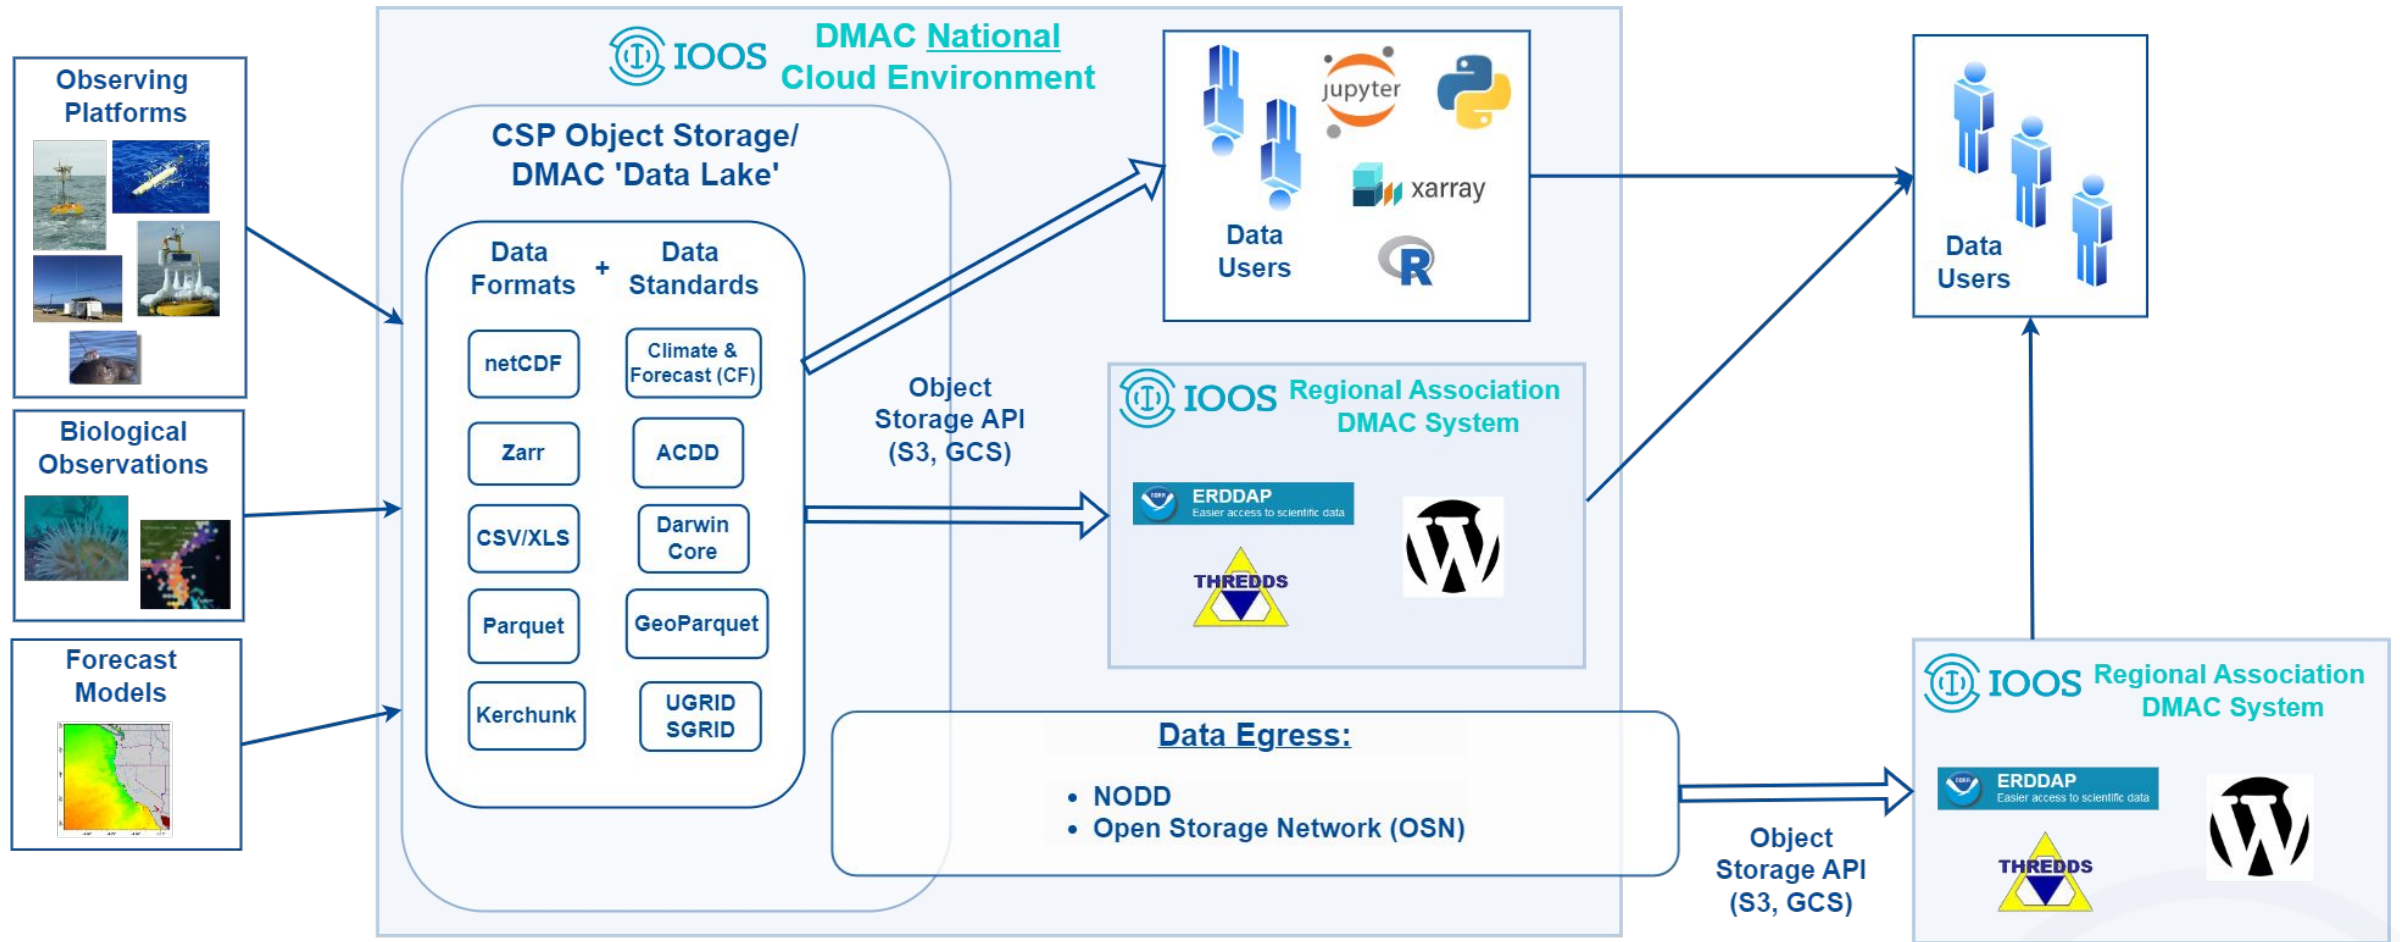 IOOS
DMAC National
Cloud Environment
Observing
Platforms
Biological
Observations
Forecast
Models
CSP Object Storage/
DMAC 'Data Lake'
Data
Formats
+
Data
Standards
netCDF
Climate &
Forecast (CF)
Zarr
ACDD
CSV/XLS
Darwin
Core
Parquet
GeoParquet
Kerchunk
UGRID
SGRID
Object
Storage API
(S3, GCS)
Data
Users
jupyter
xarray
R
IOOS
Regional Association
DMAC System
ERDDAP
Easier access to scientific data
THREDDS
W
Data Egress:
• NODD
• Open Storage Network (OSN)
Object
Storage API
(S3, GCS)
Data
Users
IOOS
Regional Association
DMAC System
ERDDAP
Easier access to scientific data
THREDDS
W